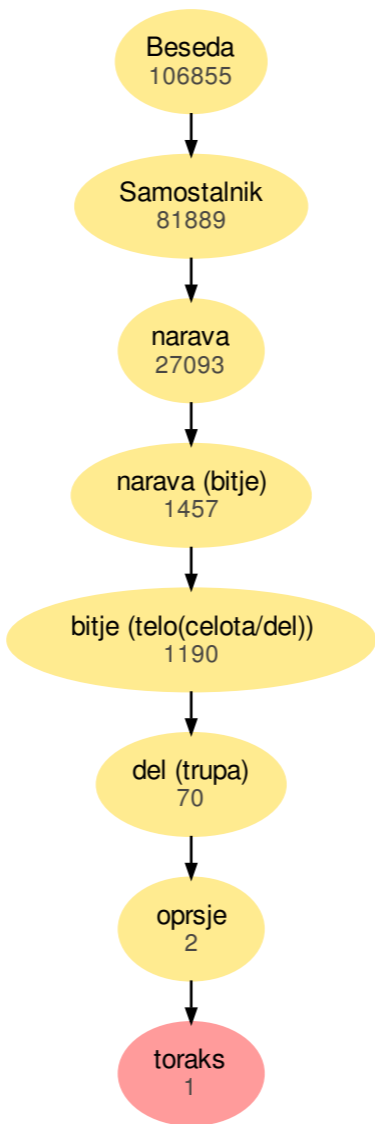 Beseda
106855
Samostalnik
81889
narava
27093
narava (bitje)
1457
bitje (telo(celota/del))
1190
del (trupa)
70
oprsje
2
toraks
1